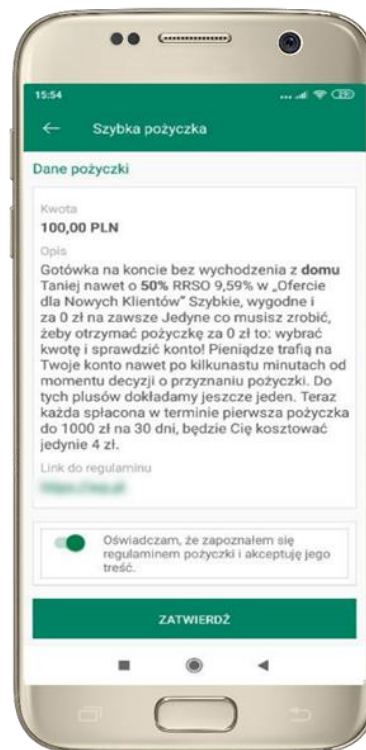 15:54
Szybka pożyczka
Dane pożyczki
Kwota
100,00 PLN
Opis
Gotówka na koncie bez wychodzenia z domu
Taniej nawet o 50% RRSO 9,59% w „Ofercie
dla Nowych Klientów" Szybkie, wygodne i
za 0 zł na zawsze Jedyne co musisz zrobić,
żeby otrzymać pożyczkę za 0 zł to: wybrać
kwotę i sprawdzić konto! Pieniądze trafią na
Twoje konto nawet po kilkunastu minutach od
momentu decyzji o przyznaniu pożyczki. Do
tych plusów dokładamy jeszcze jeden. Teraz
każda spłacona w terminie pierwsza pożyczka
do 1000 zł na 30 dni, będzie Cię kosztować
jedynie 4 zł.
Link do regulaminu
Oświadczam, że zapoznałem się
regulaminem pożyczki i akceptuję jego
treść.
ZATWIERDŹ